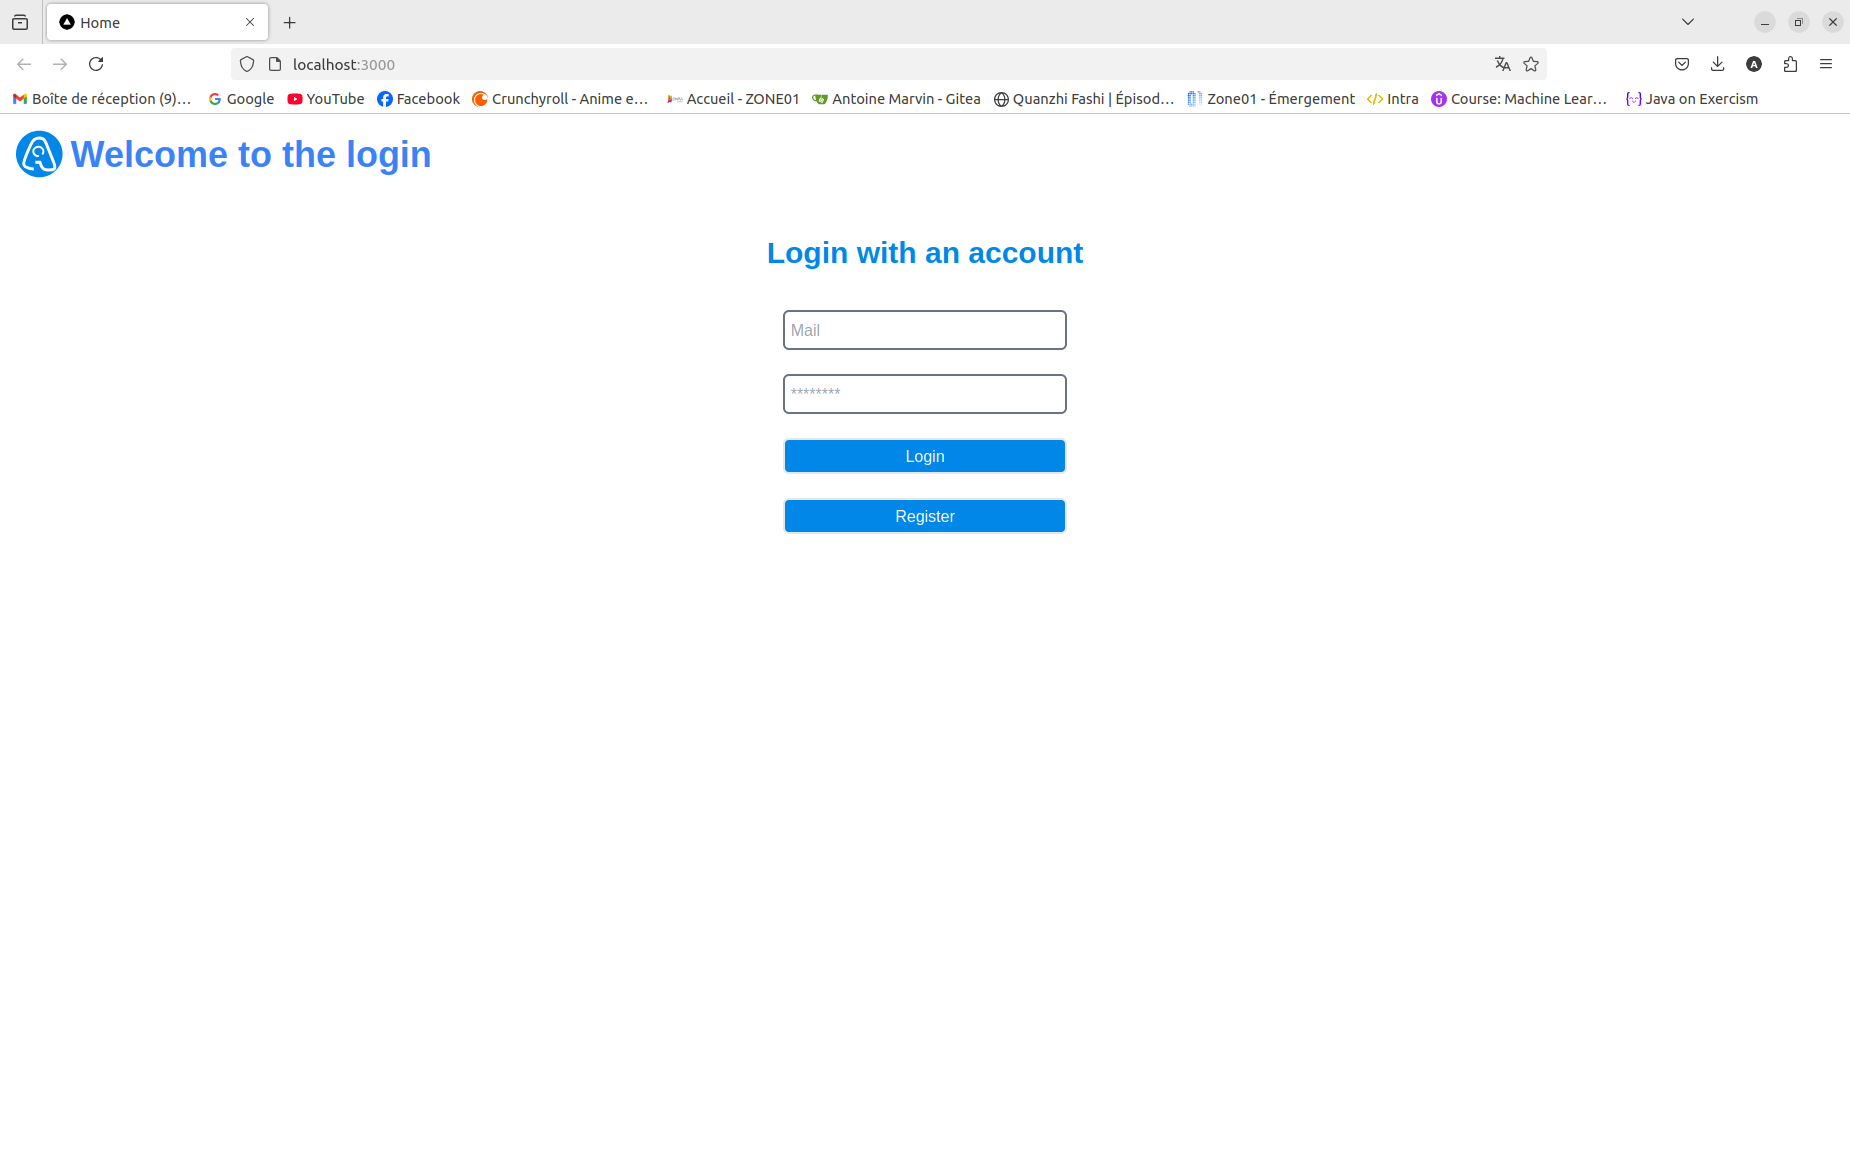 Home
localhost:3000
Boîte de réception (9)… Google YouTube Facebook Crunchyroll - Anime e… Accueil - ZONE01 Antoine Marvin - Gitea Quanzhi Fashi | Épisod… Zone01 - Émergement Intra Course: Machine Lear… Java on Exercism
Welcome to the login
Login with an account
Mail
********
Login
Register